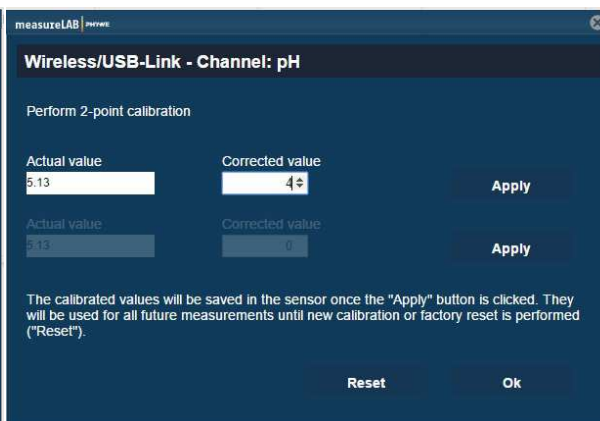 measureLAB PHYWE
Wireless/USB-Link - Channel: pH
Perform 2-point calibration
Actual value Corrected value
5.13 4 Apply
Actual value Corrected value
5.13 0 Apply
The calibrated values will be saved in the sensor once the "Apply" button is clicked. They
will be used for all future measurements until new calibration or factory reset is performed
("Reset").
Reset Ok